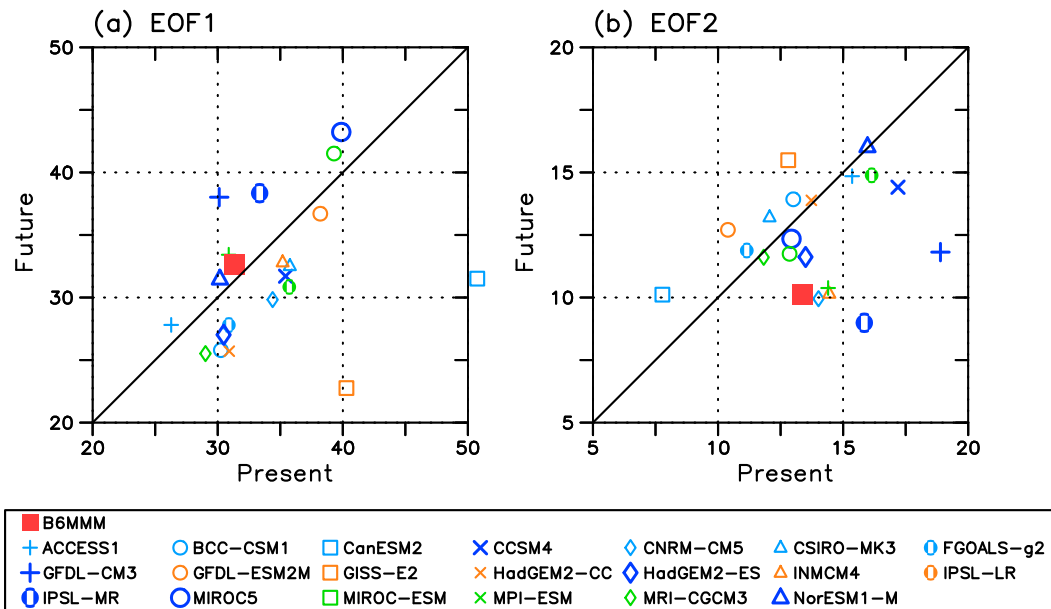 (a) EOF1
(b) EOF2
50
40
30
20
Future
20
30
40
50
Present
20
15
10
5
Future
5
10
15
20
Present
B6MMM
ACCESS1 BCC-CSM1 CanESM2 CCSM4 CNRM-CM5 CSIRO-MK3 FGOALS-g2
GFDL-CM3 GFDL-ESM2M GISS-E2 HadGEM2-CC HadGEM2-ES INMCM4 IPSL-LR
IPSL-MR MIROC5 MIROC-ESM MPI-ESM MRI-CGCM3 NorESM1-M